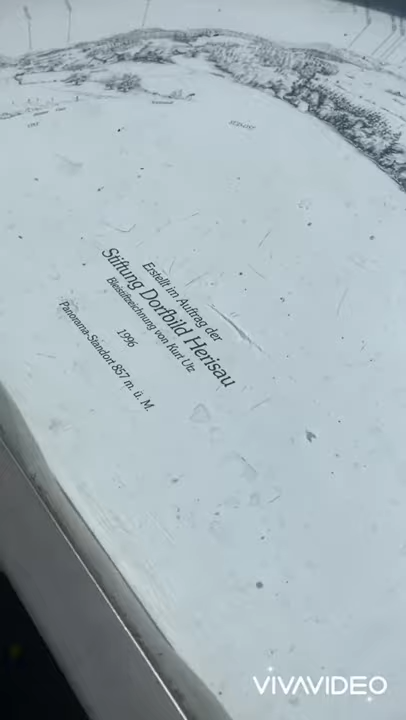 Erstellt im Auftrag der
Stiftung Dorfbild Herisau
Bleistiftzeichnung von Kurt Utz
1996
Panorama-Standort 857 m. ü. M.
VIVAVIDEO